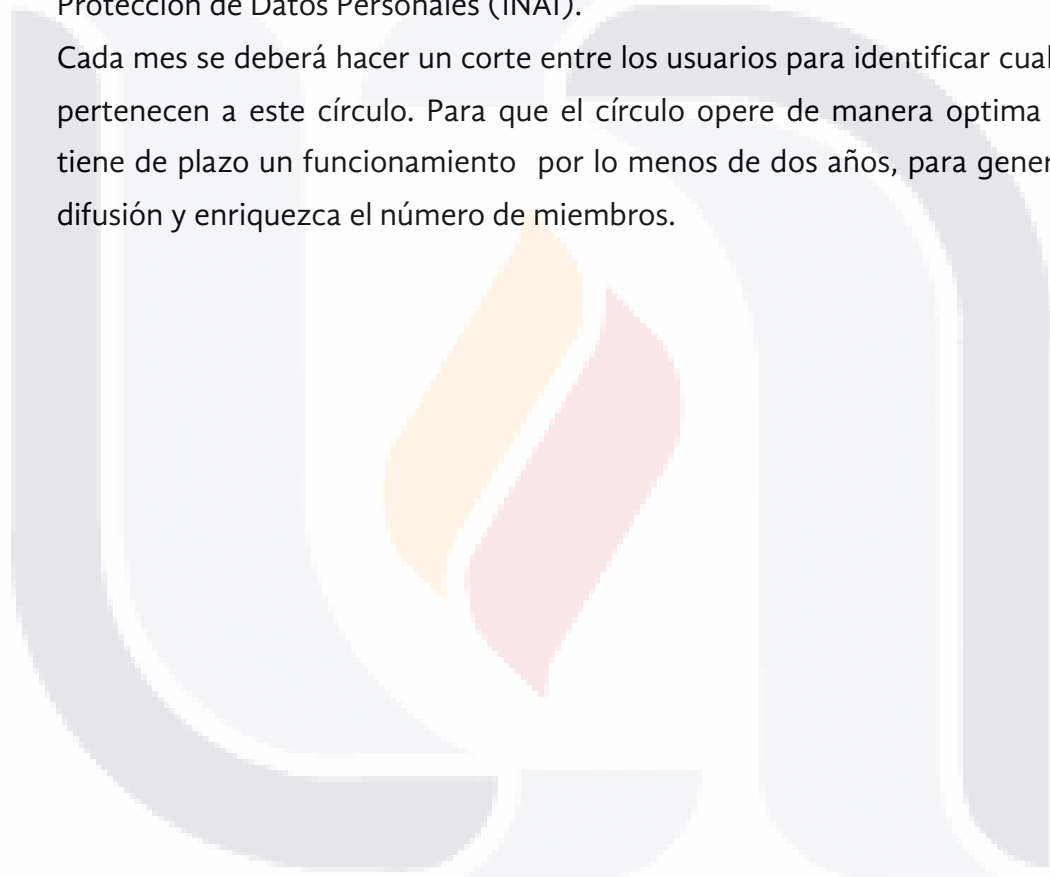 Protección de Datos Personales (INAI).
Cada mes se deberá hacer un corte entre los usuarios para identificar cual
pertenecen a este círculo. Para que el círculo opere de manera optima
tiene de plazo un funcionamiento por lo menos de dos años, para gener
difusión y enriquezca el número de miembros.